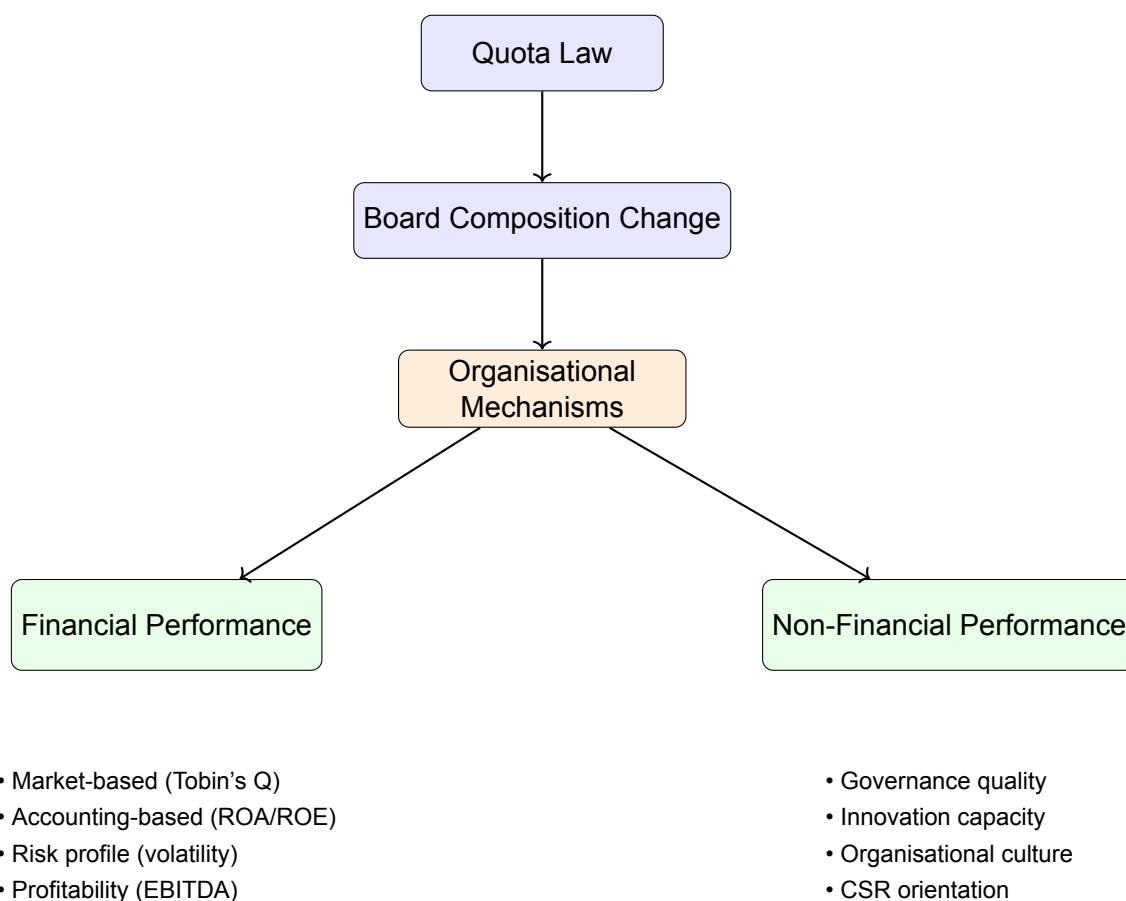 Quota Law
Board Composition Change
Organisational
Mechanisms
Financial Performance
Non-Financial Performance
• Market-based (Tobin's Q)
• Accounting-based (ROA/ROE)
• Risk profile (volatility)
• Profitability (EBITDA)
• Governance quality
• Innovation capacity
• Organisational culture
• CSR orientation